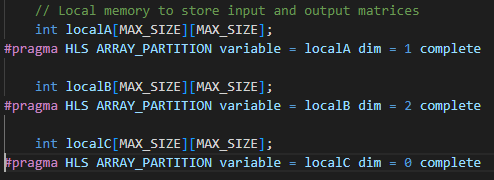 // Local memory to store input and output matrices
int localA[MAX_SIZE][MAX_SIZE];
#pragma HLS ARRAY_PARTITION variable = localA dim = 1 complete
int localB[MAX_SIZE][MAX_SIZE];
#pragma HLS ARRAY_PARTITION variable = localB dim = 2 complete
int localC[MAX_SIZE][MAX_SIZE];
#pragma HLS ARRAY_PARTITION variable = localC dim = 0 complete